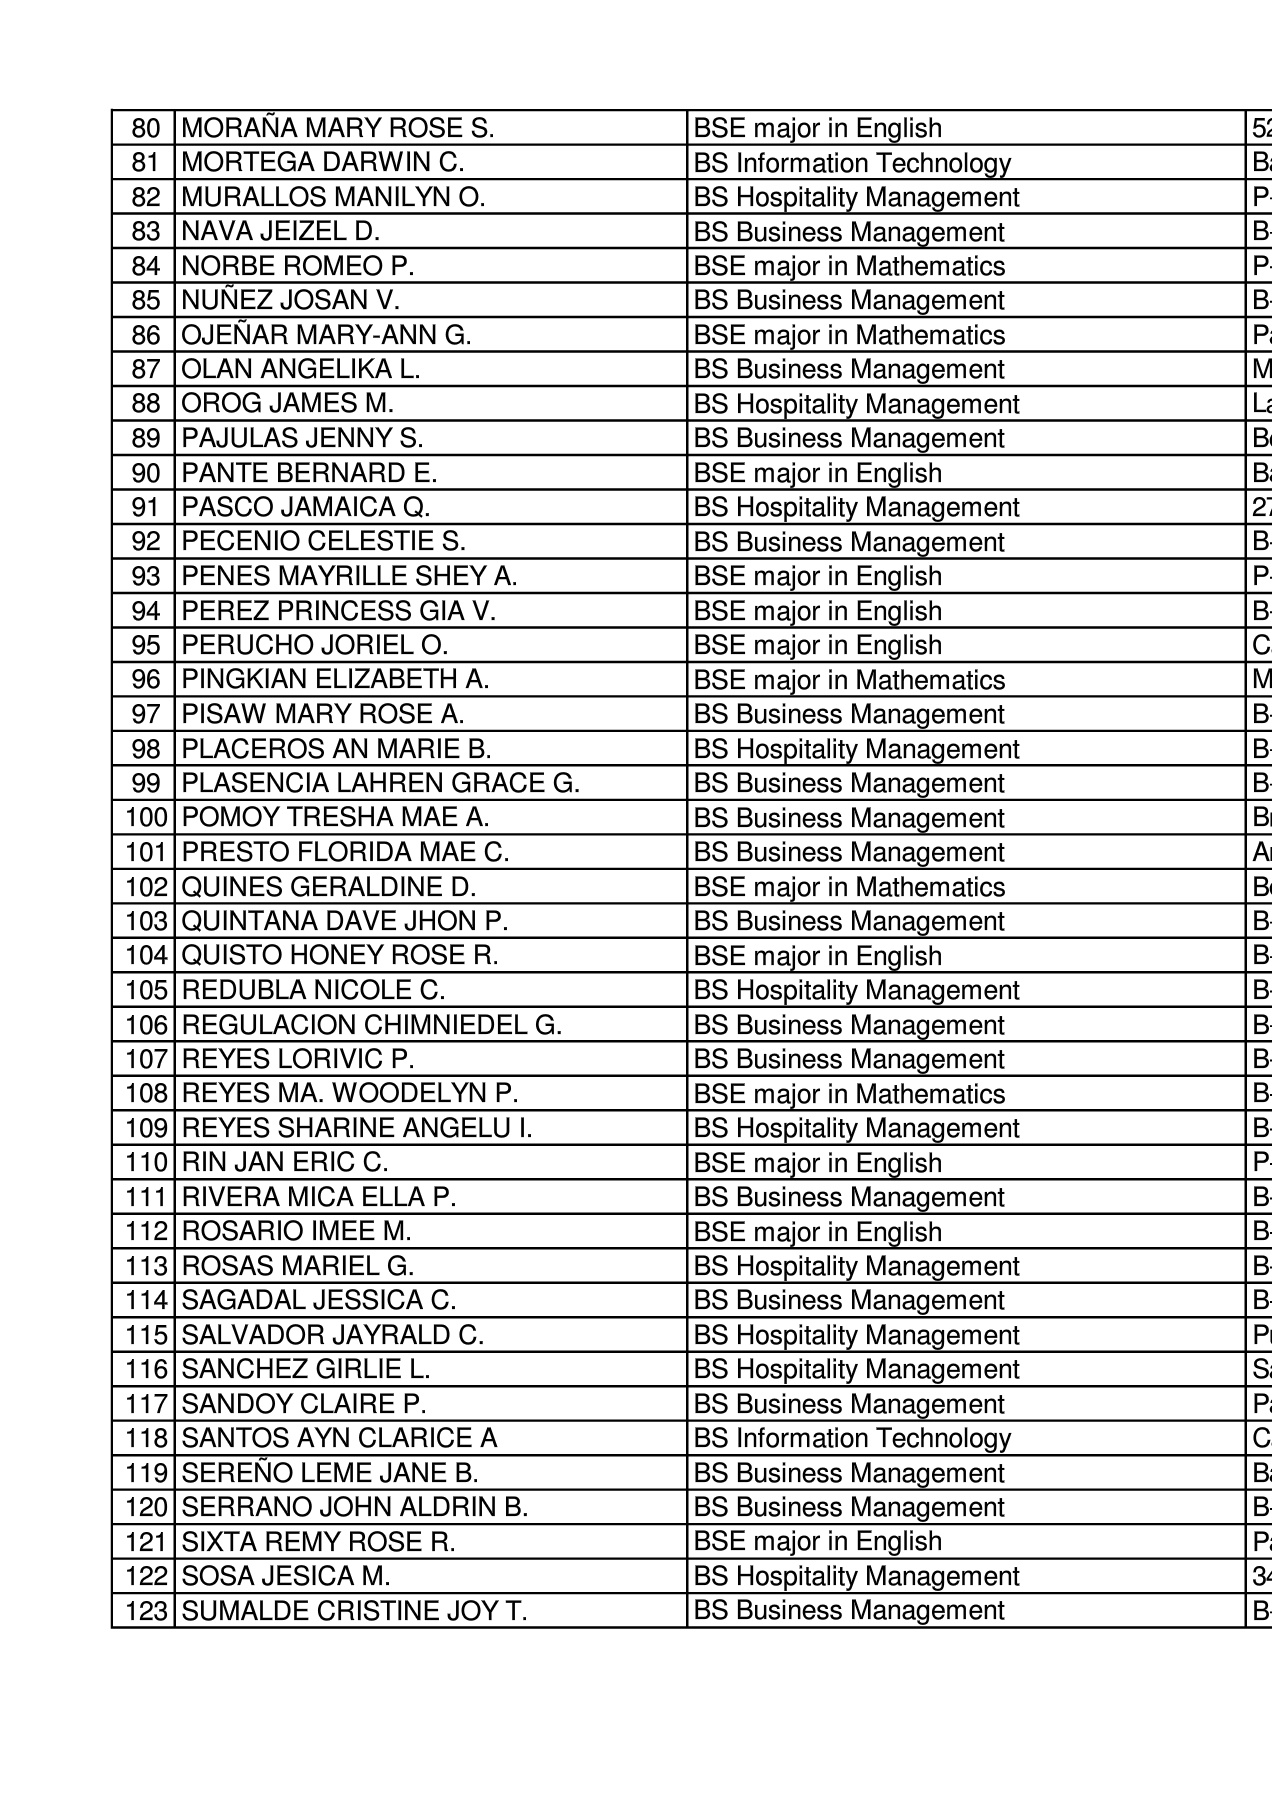 80 MORAÑA MARY ROSE S. BSE major in English 52
81 MORTEGA DARWIN C. BS Information Technology Ba
82 MURALLOS MANILYN O. BS Hospitality Management P-
83 NAVA JEIZEL D. BS Business Management B-
84 NORBE ROMEO P. BSE major in Mathematics P-
85 NUÑEZ JOSAN V. BS Business Management B-
86 OJEÑAR MARY-ANN G. BSE major in Mathematics Pa
87 OLAN ANGELIKA L. BS Business Management M
88 OROG JAMES M. BS Hospitality Management La
89 PAJULAS JENNY S. BS Business Management Be
90 PANTE BERNARD E. BSE major in English Ba
91 PASCO JAMAICA Q. BS Hospitality Management 27
92 PECENIO CELESTIE S. BS Business Management B-
93 PENES MAYRILLE SHEY A. BSE major in English P-
94 PEREZ PRINCESS GIA V. BSE major in English B-
95 PERUCHO JORIEL O. BSE major in English C
96 PINGKIAN ELIZABETH A. BSE major in Mathematics M
97 PISAW MARY ROSE A. BS Business Management B-
98 PLACEROS AN MARIE B. BS Hospitality Management B-
99 PLASENCIA LAHREN GRACE G. BS Business Management B-
100 POMOY TRESHA MAE A. BS Business Management Br
101 PRESTO FLORIDA MAE C. BS Business Management Ar
102 QUINES GERALDINE D. BSE major in Mathematics Be
103 QUINTANA DAVE JHON P. BS Business Management B-
104 QUISTO HONEY ROSE R. BSE major in English B-
105 REDUBLA NICOLE C. BS Hospitality Management B-
106 REGULACION CHIMNIEDEL G. BS Business Management B-
107 REYES LORIVIC P. BS Business Management B-
108 REYES MA. WOODELYN P. BSE major in Mathematics B-
109 REYES SHARINE ANGELU I. BS Hospitality Management B-
110 RIN JAN ERIC C. BSE major in English P-
111 RIVERA MICA ELLA P. BS Business Management B-
112 ROSARIO IMEE M. BSE major in English B-
113 ROSAS MARIEL G. BS Hospitality Management B-
114 SAGADAL JESSICA C. BS Business Management B-
115 SALVADOR JAYRALD C. BS Hospitality Management Pu
116 SANCHEZ GIRLIE L. BS Hospitality Management Sa
117 SANDOY CLAIRE P. BS Business Management Pa
118 SANTOS AYN CLARICE A BS Information Technology C
119 SEREÑO LEME JANE B. BS Business Management Ba
120 SERRANO JOHN ALDRIN B. BS Business Management B-
121 SIXTA REMY ROSE R. BSE major in English Pa
122 SOSA JESICA M. BS Hospitality Management 34
123 SUMALDE CRISTINE JOY T. BS Business Management B-